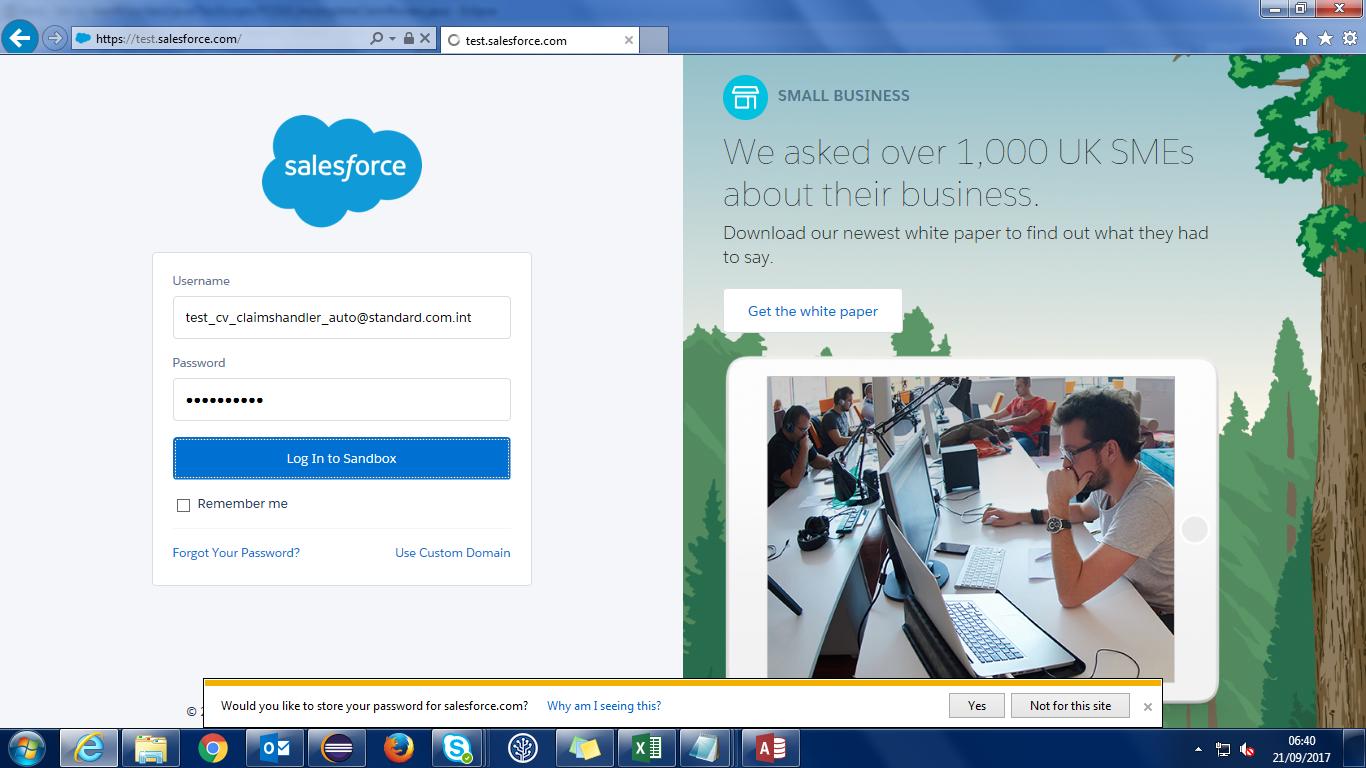 https://test.salesforce.com/
test.salesforce.com
salesforce
Username
test_cv_claimshandler_auto@standard.com.int
Password
••••••••••
Log In to Sandbox
Remember me
Forgot Your Password?
Use Custom Domain
©
SMALL BUSINESS
We asked over 1,000 UK SMEs
about their business.
Download our newest white paper to find out what they had
to say.
Get the white paper
Would you like to store your password for salesforce.com?
Why am I seeing this?
Yes
Not for this site
06:40
21/09/2017